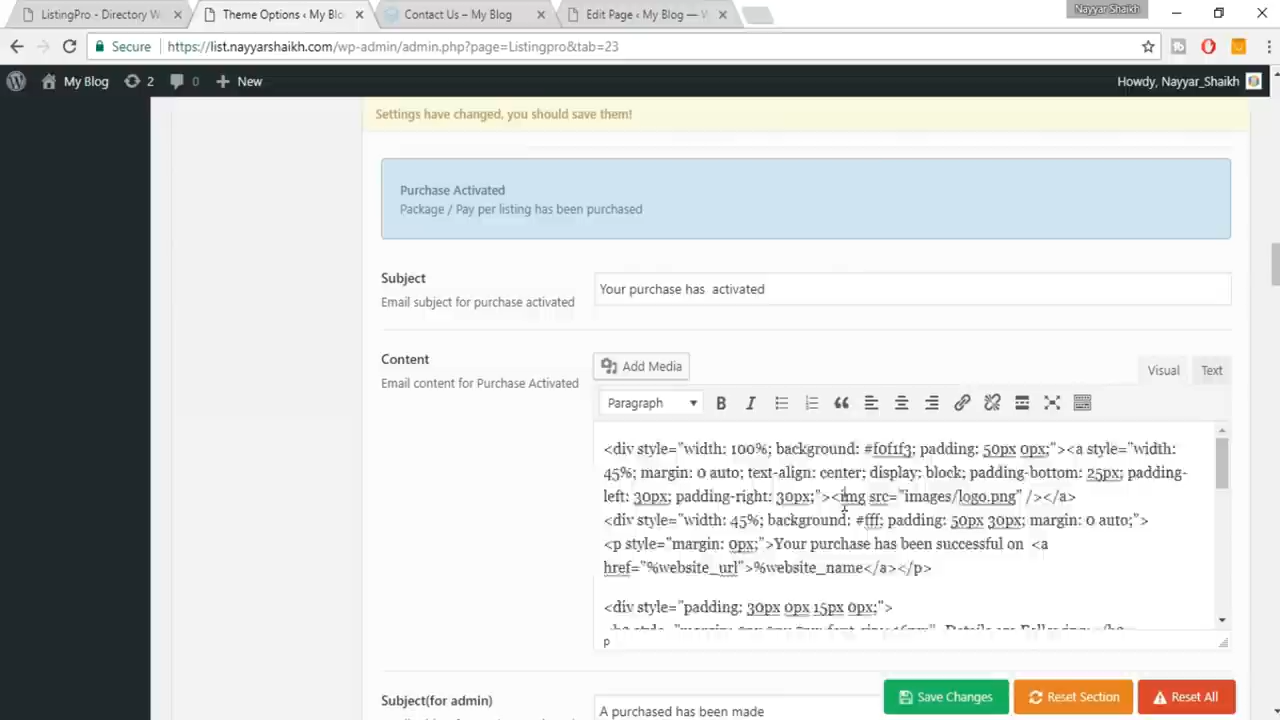 ListingPro - Directory W
Theme Options ‹ My Blo
Contact Us – My Blog
Edit Page ‹ My Blog — W
Nayyar Shaikh
Secure
https://list.nayyarshaikh.com/wp-admin/admin.php?page=Listingpro&tab=23
My Blog
2
0
New
Howdy, Nayyar_Shaikh
Settings have changed, you should save them!
Purchase Activated
Package / Pay per listing has been purchased
Subject
Email subject for purchase activated
Your purchase has  activated
Content
Email content for Purchase Activated
Add Media
Visual
Text
Paragraph
<div style="width: 100%; background: #f0f1f3; padding: 50px 0px;"><a style="width:
45%; margin: 0 auto; text-align: center; display: block; padding-bottom: 25px; padding-
left: 30px; padding-right: 30px;"><img src="images/logo.png" /></a>
<div style="width: 45%; background: #fff; padding: 50px 30px; margin: 0 auto;">
<p style="margin: 0px;">Your purchase has been successful on  <a
href="%website_url">%website_name</a></p>
<div style="padding: 30px 0px 15px 0px;">
p
Subject(for admin)
A purchased has been made
Save Changes
Reset Section
Reset All